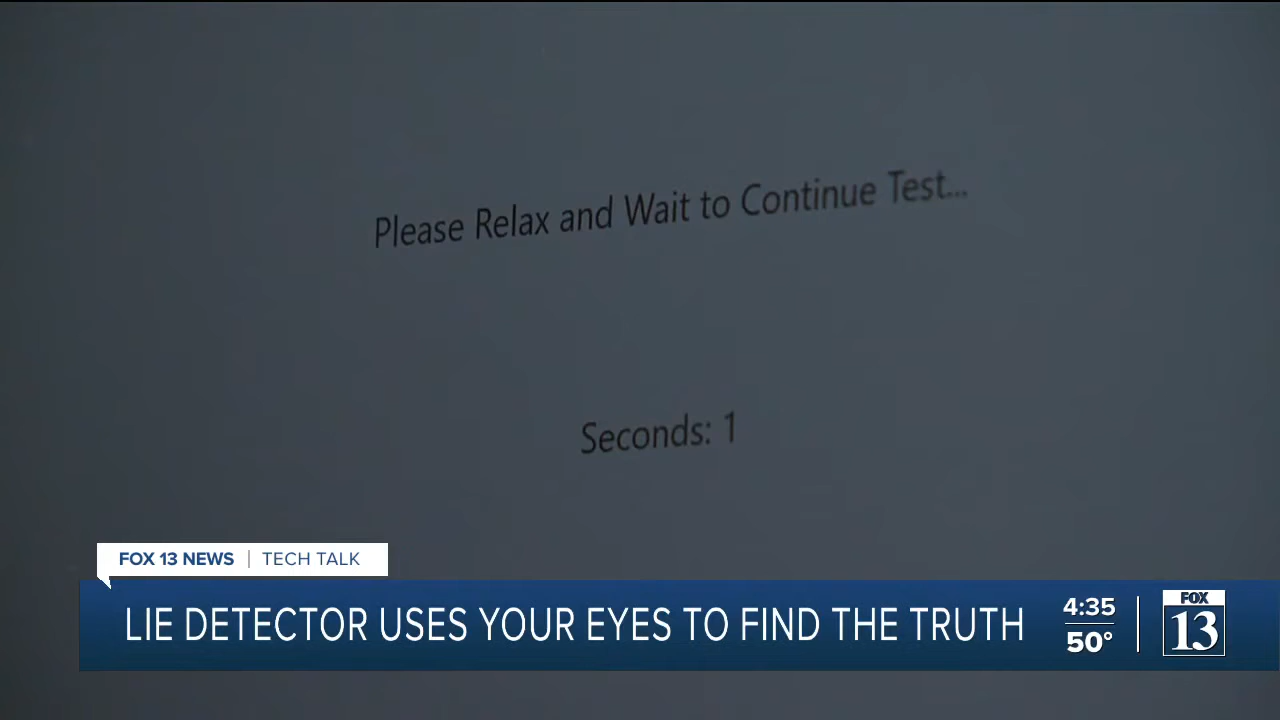 Please Relax and Wait to Continue Test...
Seconds: 1
FOX 13 NEWS | TECH TALK
LIE DETECTOR USES YOUR EYES TO FIND THE TRUTH
4:35
50°
FOX
13